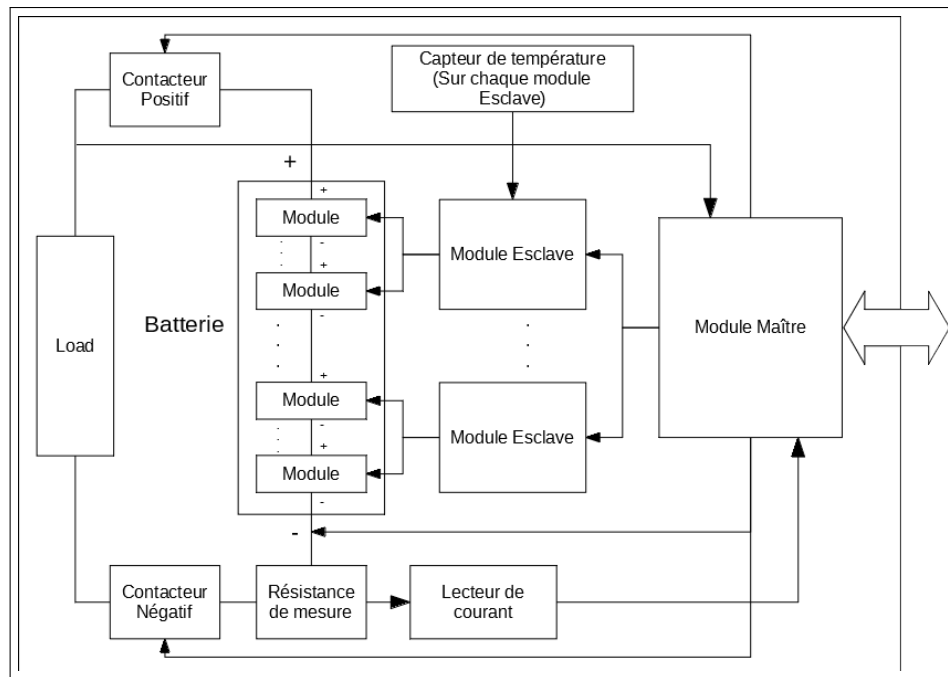 Contacteur
Positif
Capteur de température
(Sur chaque module
Esclave)
+
+
Module
-
+
Module
-
Module Esclave
Module Maître
Batterie
Load
+
Module
-
+
Module
-
Module Esclave
-
Contacteur
Négatif
Résistance
de mesure
Lecteur de
courant